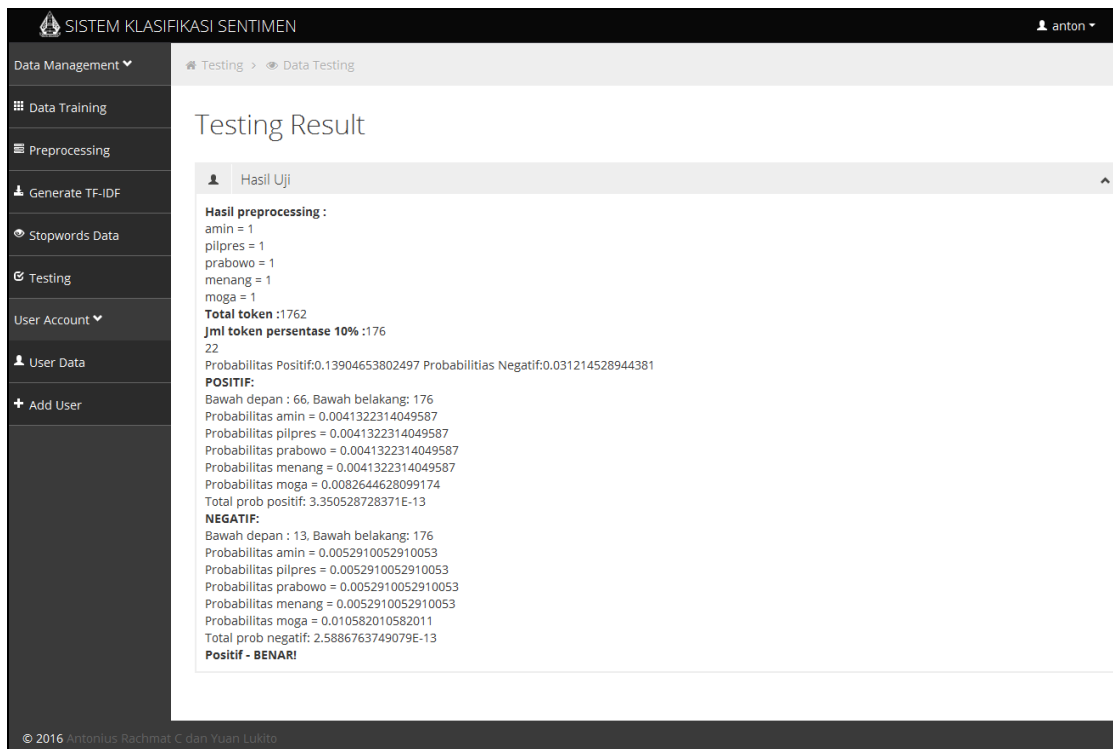 SISTEM KLASIFIKASI SENTIMEN
anton
Data Management
Data Training
Preprocessing
Generate TF-IDF
Stopwords Data
Testing
User Account
User Data
Add User
Testing > Data Testing
Testing Result
Hasil Uji
Hasil preprocessing :
amin = 1
pilpres = 1
prabowo = 1
menang = 1
moga = 1
Total token :1762
Jml token persentase 10% :176
22
Probabilitas Positif:0.13904653802497 Probabilitias Negatif:0.031214528944381
POSITIF:
Bawah depan : 66, Bawah belakang: 176
Probabilitas amin = 0.0041322314049587
Probabilitas pilpres = 0.0041322314049587
Probabilitas prabowo = 0.0041322314049587
Probabilitas menang = 0.0041322314049587
Probabilitas moga = 0.0082644628099174
Total prob positif: 3.350528728371E-13
NEGATIF:
Bawah depan : 13, Bawah belakang: 176
Probabilitas amin = 0.0052910052910053
Probabilitas pilpres = 0.0052910052910053
Probabilitas prabowo = 0.0052910052910053
Probabilitas menang = 0.0052910052910053
Probabilitas moga = 0.010582010582011
Total prob negatif: 2.5886763749079E-13
Positif - BENAR!
© 2016 Antonius Rachmat C dan Yuan Lukito